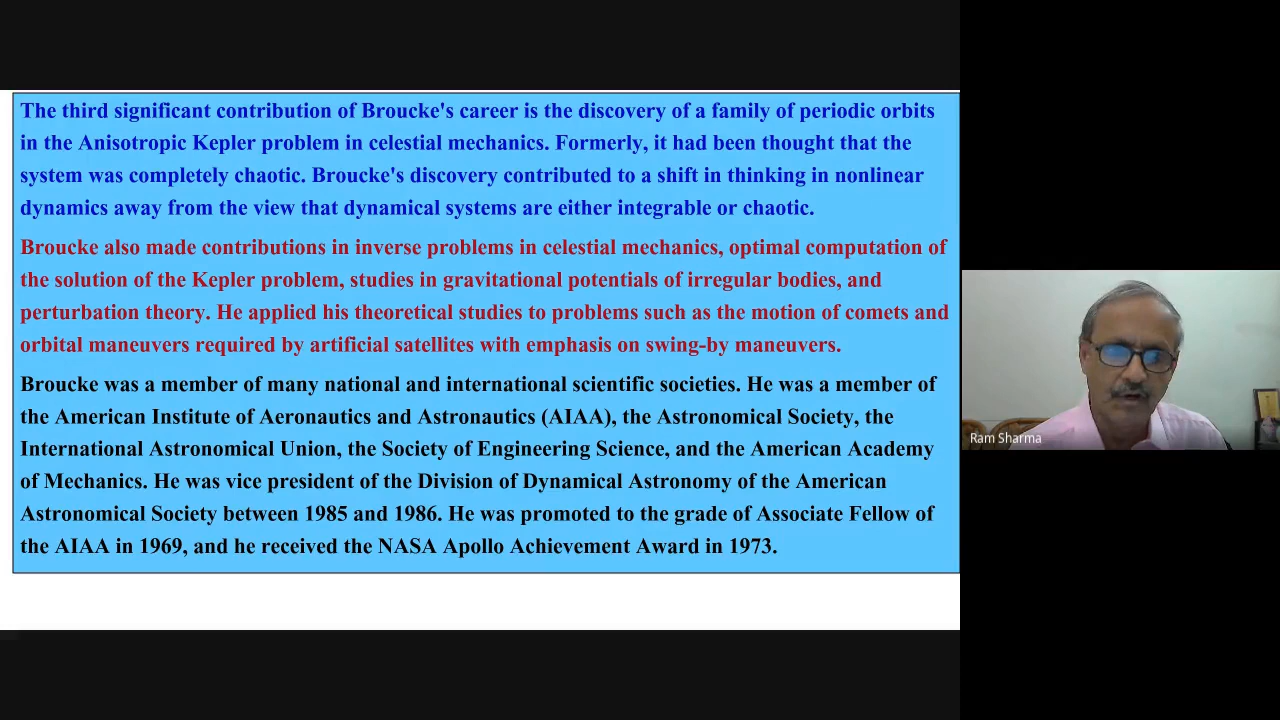 The third significant contribution of Broucke's career is the discovery of a family of periodic orbits
in the Anisotropic Kepler problem in celestial mechanics. Formerly, it had been thought that the
system was completely chaotic. Broucke's discovery contributed to a shift in thinking in nonlinear
dynamics away from the view that dynamical systems are either integrable or chaotic.
Broucke also made contributions in inverse problems in celestial mechanics, optimal computation of
the solution of the Kepler problem, studies in gravitational potentials of irregular bodies, and
perturbation theory. He applied his theoretical studies to problems such as the motion of comets and
orbital maneuvers required by artificial satellites with emphasis on swing-by maneuvers.
Broucke was a member of many national and international scientific societies. He was a member of
the American Institute of Aeronautics and Astronautics (AIAA), the Astronomical Society, the
International Astronomical Union, the Society of Engineering Science, and the American Academy
of Mechanics. He was vice president of the Division of Dynamical Astronomy of the American
Astronomical Society between 1985 and 1986. He was promoted to the grade of Associate Fellow of
the AIAA in 1969, and he received the NASA Apollo Achievement Award in 1973.
Ram Sharma